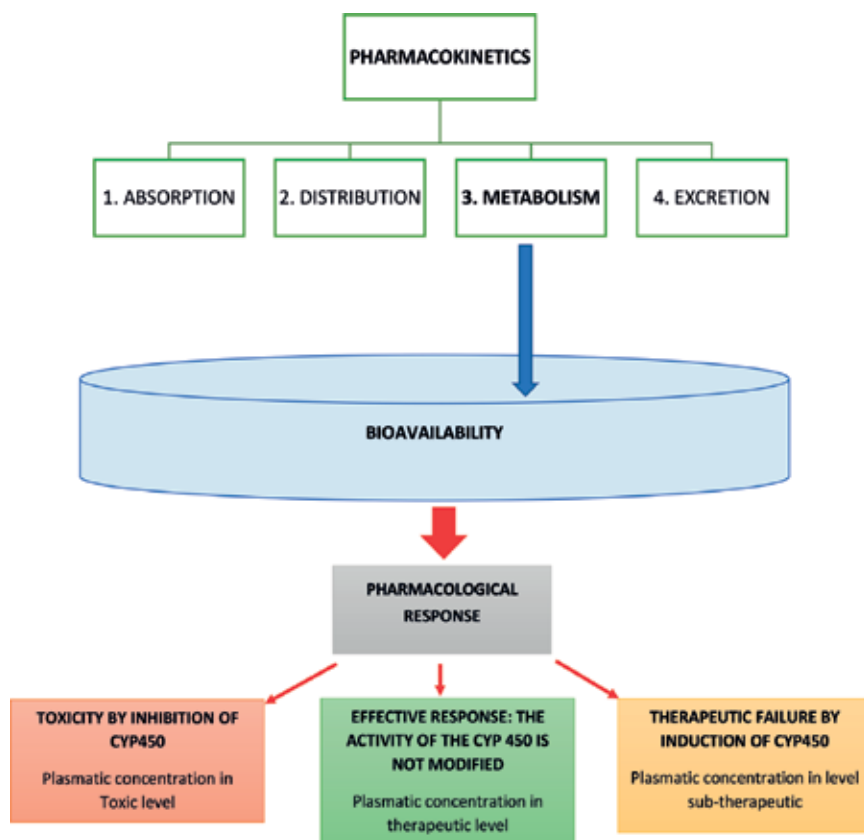 PHARMACOKINETICS
1. ABSORPTION
2. DISTRIBUTION
3. METABOLISM
4. EXCRETION
BIOAVAILABILITY
PHARMACOLOGICAL
RESPONSE
TOXICITY BY INHIBITION OF
CYP450
Plasmatic concentration in
Toxic level
EFFECTIVE RESPONSE: THE
ACTIVITY OF THE CYP 450 IS
NOT MODIFIED
Plasmatic concentration in
therapeutic level
THERAPEUTIC FAILURE BY
INDUCTION OF CYP450
Plasmatic concentration in level
sub-therapeutic